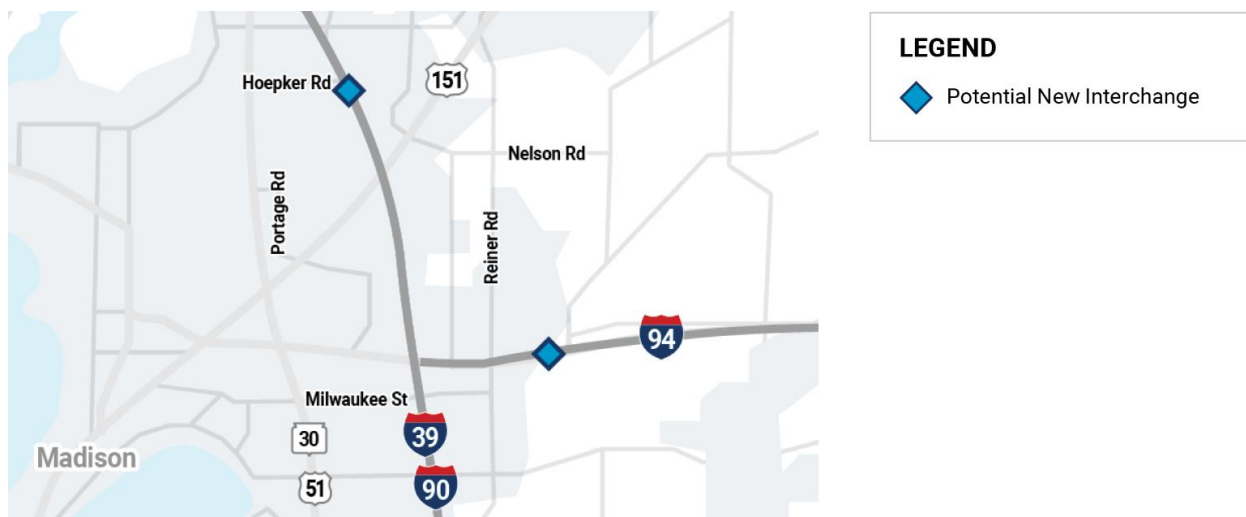 Hoepker Rd
151
Nelson Rd
Portage Rd
Reiner Rd
94
Milwaukee St
39
30
Madison
51
90
LEGEND
Potential New Interchange